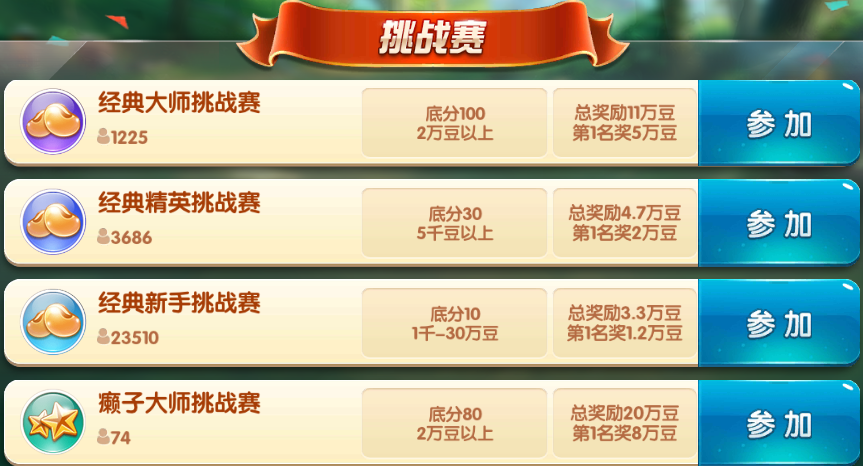 挑战赛
经典大师挑战赛
1225
底分100
2万豆以上
总奖励11万豆
第1名奖5万豆
参加
经典精英挑战赛
3686
底分30
5千豆以上
总奖励4.7万豆
第1名奖2万豆
参加
经典新手挑战赛
23510
底分10
1千-30万豆
总奖励3.3万豆
第1名奖1.2万豆
参加
癞子大师挑战赛
74
底分80
2万豆以上
总奖励20万豆
第1名奖8万豆
参加